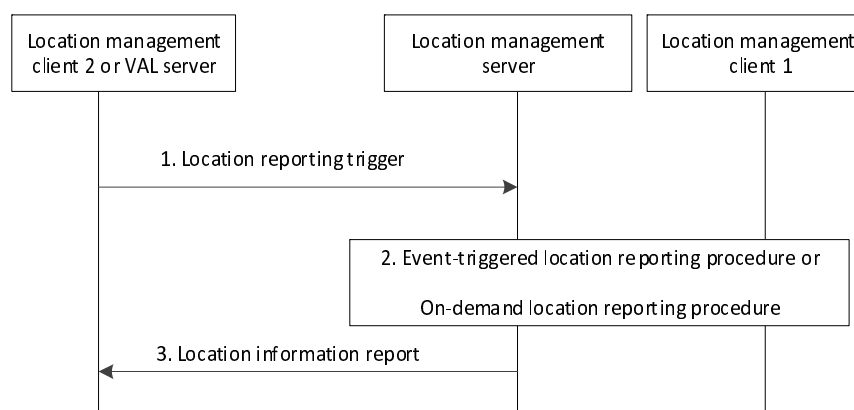 Location management
client 2 or VAL server
Location management
server
Location management
client 1
1. Location reporting trigger
2. Event-triggered location reporting procedure or
On-demand location reporting procedure
3. Location information report